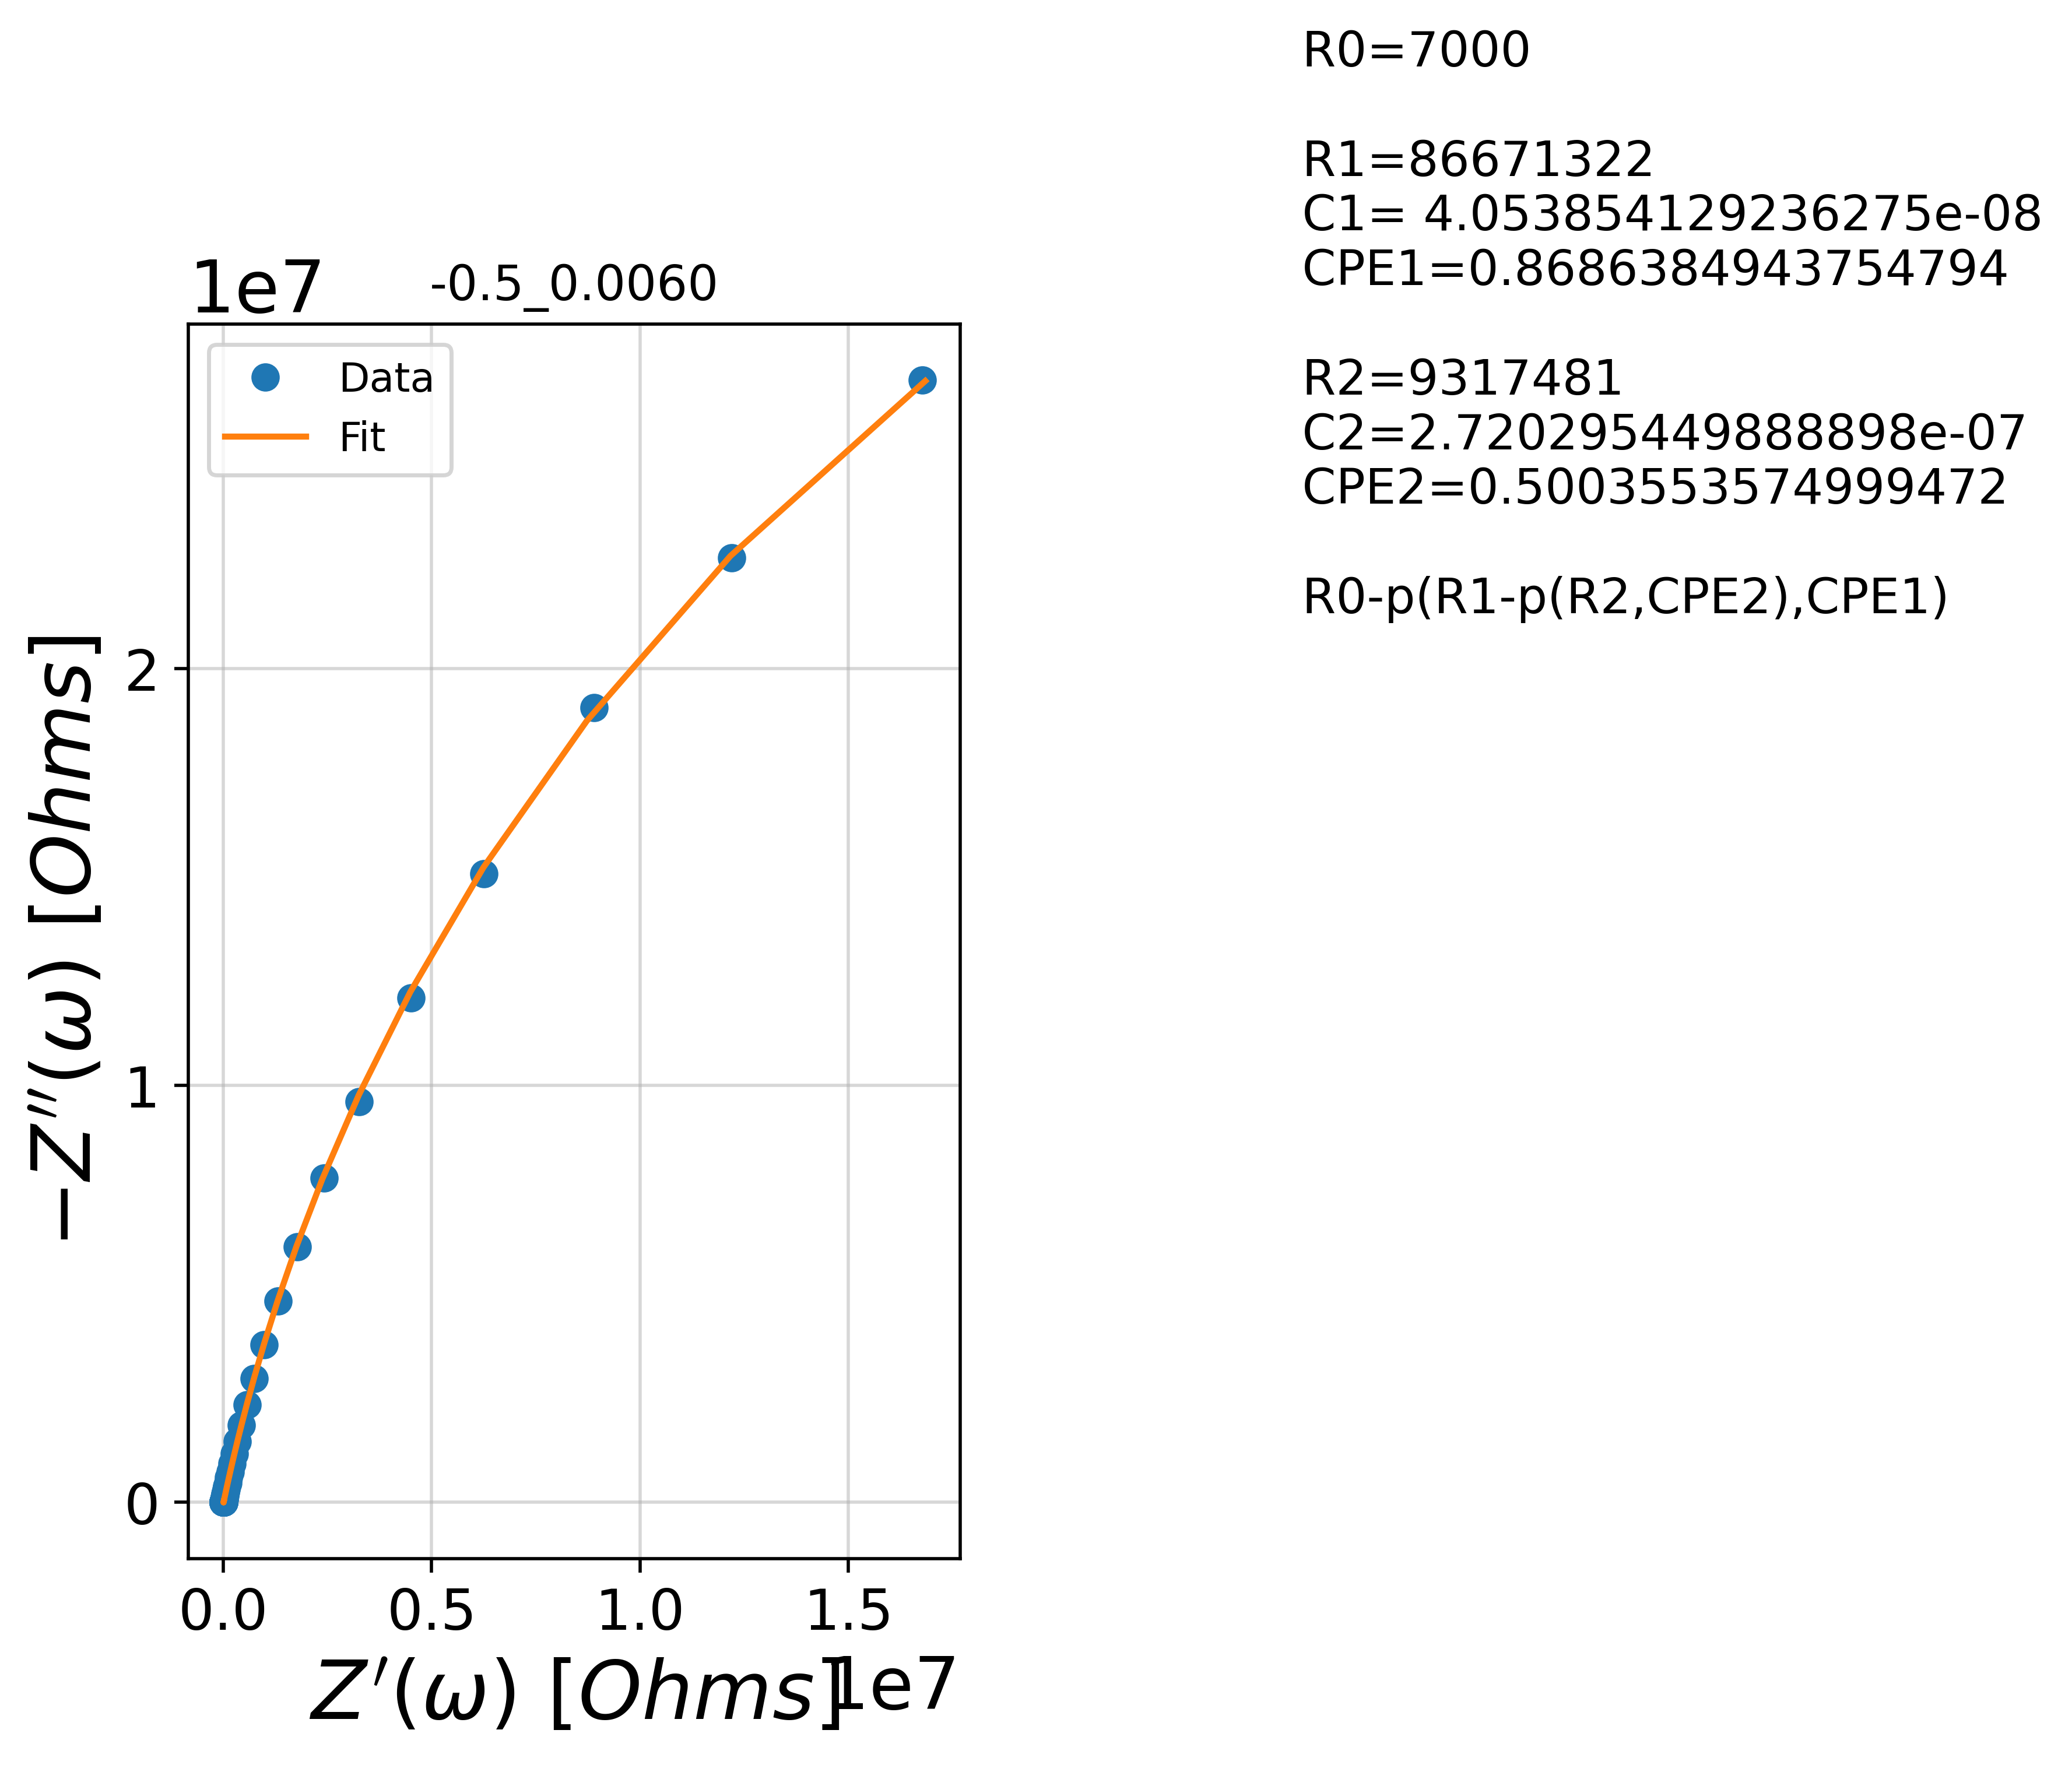 R0=7000
R1=86671322
C1= 4.053854129236275e-08
CPE1=0.8686384943754794
R2=9317481
C2=2.7202954498888898e-07
CPE2=0.5003553574999472
R0-p(R1-p(R2,CPE2),CPE1)
1e7
-0.5_0.0060
Data
Fit
2
1
0
−Z′′(ω) [Ohms]
0.0 0.5 1.0 1.5
Z′(ω) [Ohms]
1e7